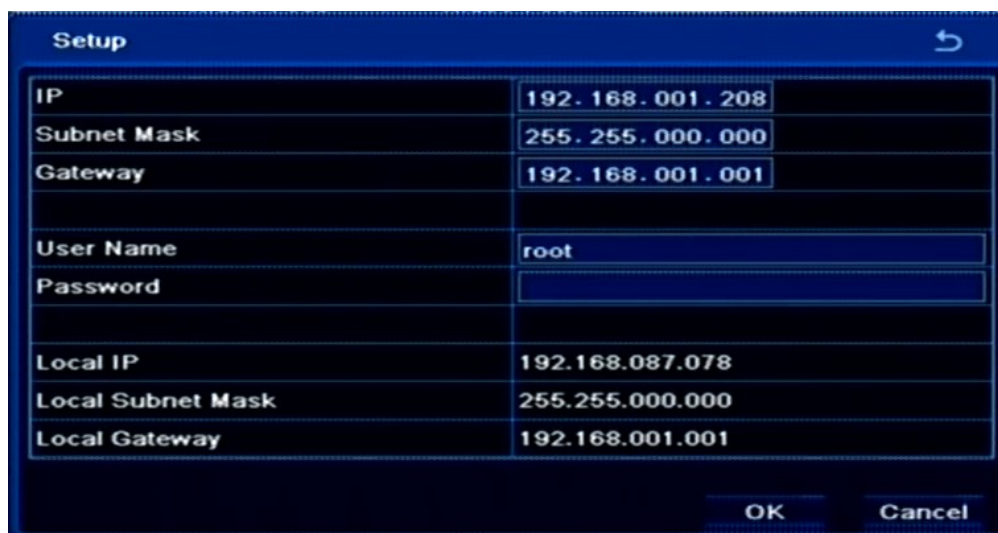 Setup
IP 192.168.001.208
Subnet Mask 255.255.000.000
Gateway 192.168.001.001
User Name root
Password
Local IP 192.168.087.078
Local Subnet Mask 255.255.000.000
Local Gateway 192.168.001.001
OK Cancel